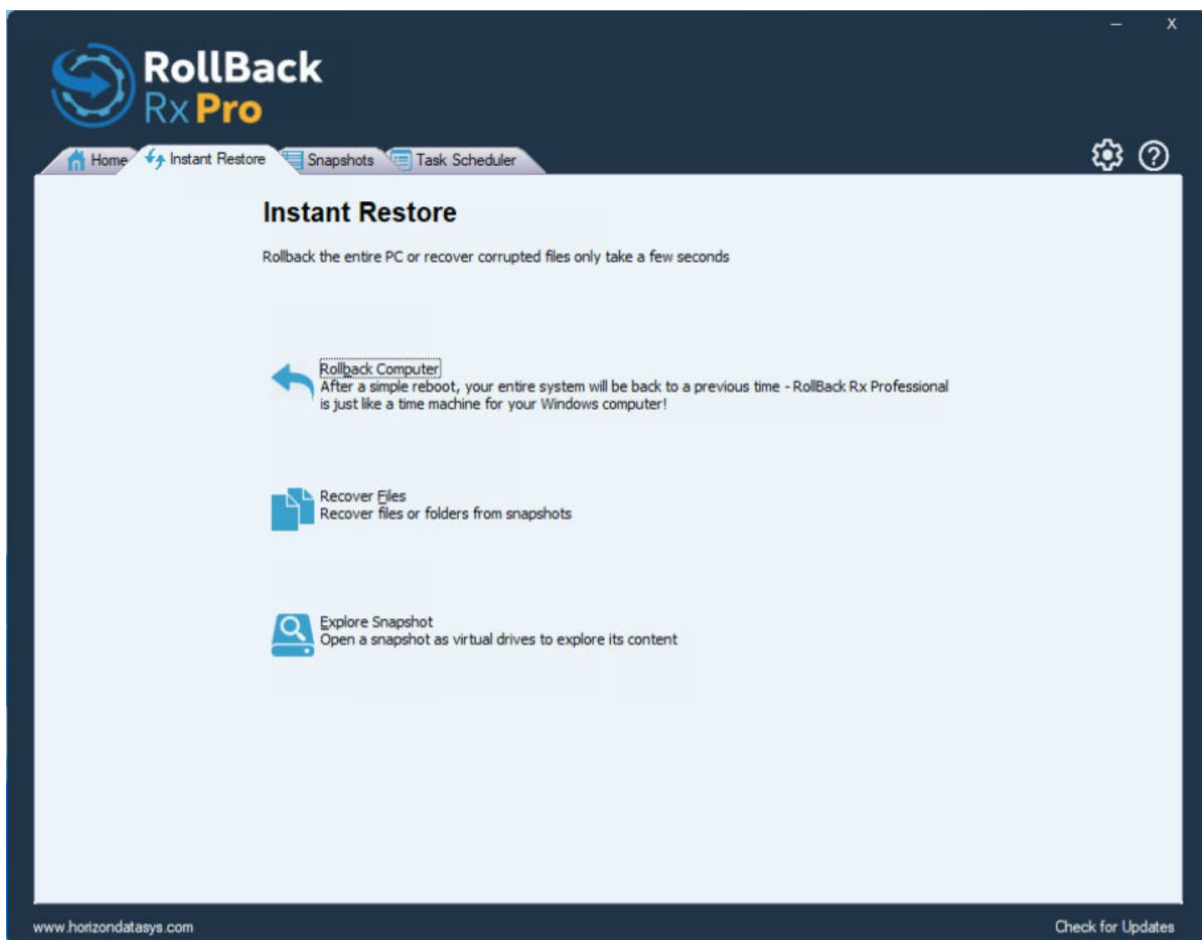 — X
RollBack
Rx Pro
Home Instant Restore Snapshots Task Scheduler
Instant Restore
Rollback the entire PC or recover corrupted files only take a few seconds
Rollback Computer
After a simple reboot, your entire system will be back to a previous time - RollBack Rx Professional
is just like a time machine for your Windows computer!
Recover Files
Recover files or folders from snapshots
Explore Snapshot
Open a snapshot as virtual drives to explore its content
www.horizondatasys.com Check for Updates